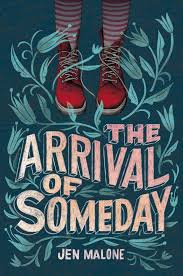 THE
ARRIVAL
OF
SOMEDAY
JEN MALONE